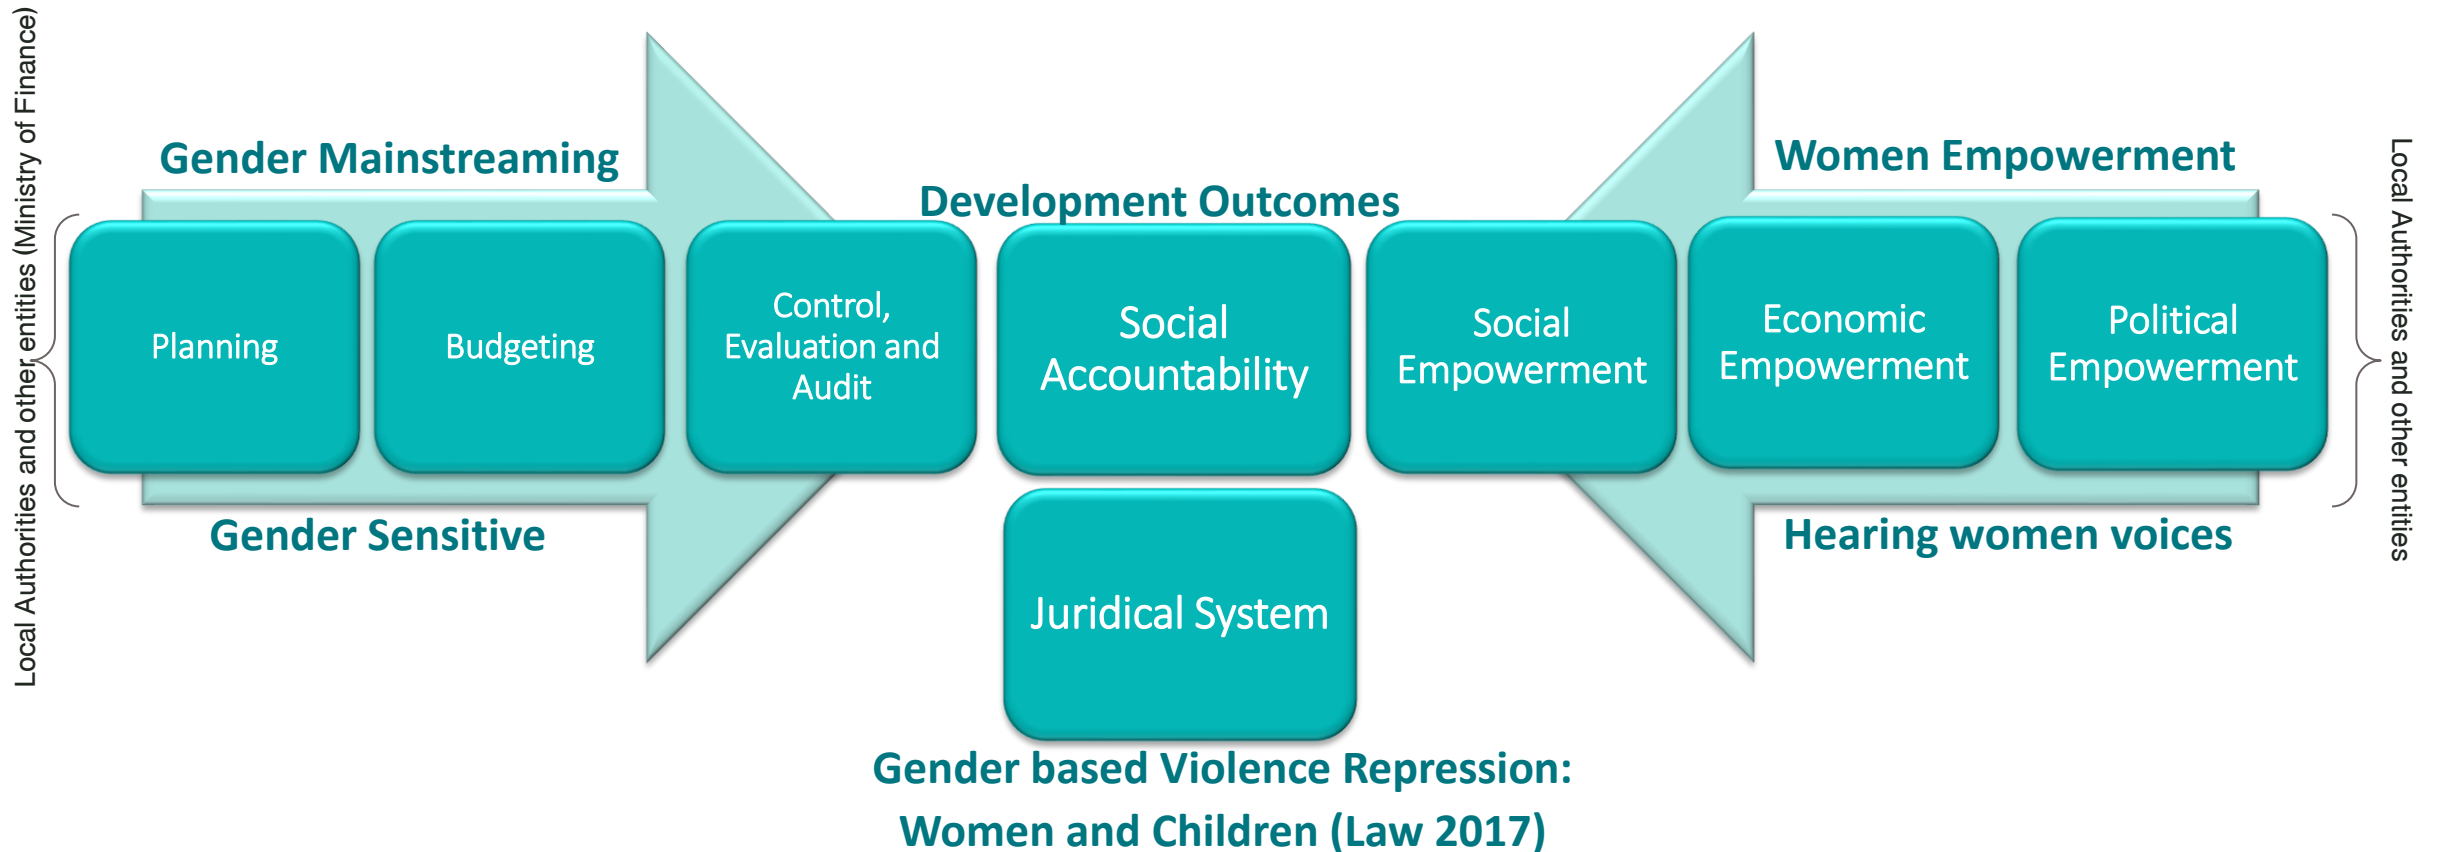 Local Authorities and other entities (Ministry of Finance)
Gender Mainstreaming
Planning
Budgeting
Control,
Evaluation and
Audit
Gender Sensitive
Development Outcomes
Social
Accountability
Juridical System
Gender based Violence Repression:
Women and Children (Law 2017)
Women Empowerment
Social
Empowerment
Economic
Empowerment
Political
Empowerment
Hearing women voices
Local Authorities and other entities